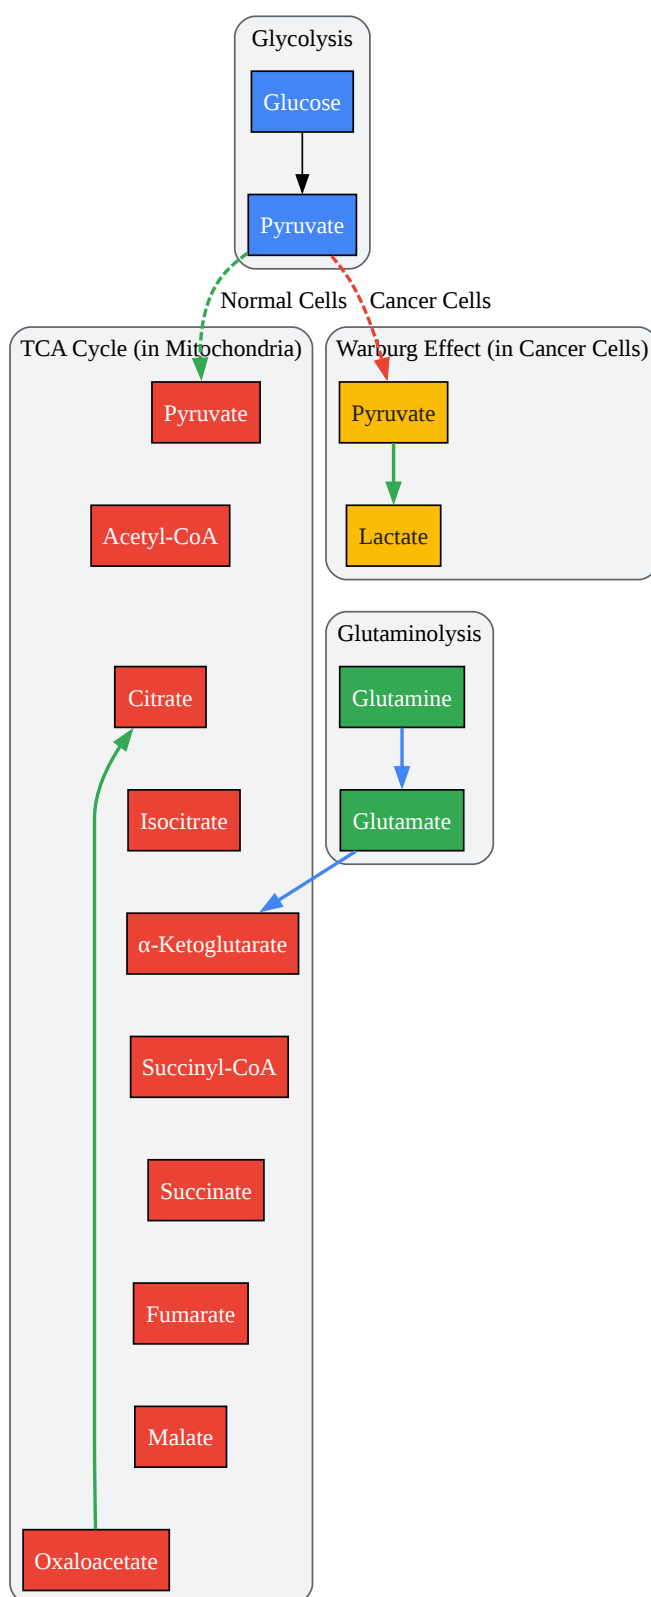 Glycolysis
Glucose
Pyruvate
Normal Cells
Cancer Cells
TCA Cycle (in Mitochondria)
Pyruvate
Acetyl-CoA
Citrate
Isocitrate
α-Ketoglutarate
Succinyl-CoA
Succinate
Fumarate
Malate
Oxaloacetate
Warburg Effect (in Cancer Cells)
Pyruvate
Lactate
Glutaminolysis
Glutamine
Glutamate